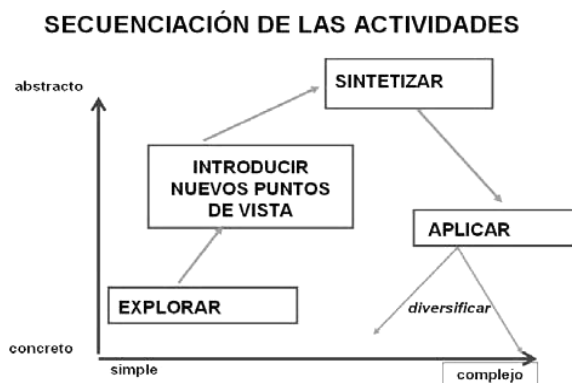 SECUENCIACIÓN DE LAS ACTIVIDADES
abstracto
SINTETIZAR
INTRODUCIR
NUEVOS PUNTOS
DE VISTA
APLICAR
EXPLORAR
diversificar
concreto
simple
complejo